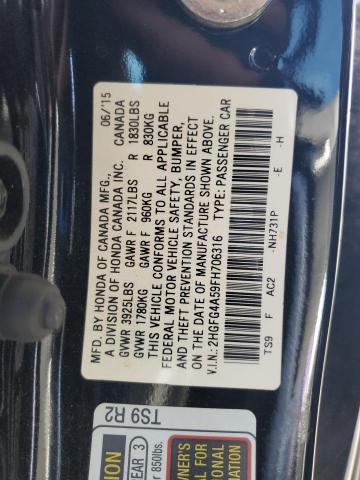 MFD. BY HONDA OF CANADA MFG., 06/'15
A DIVISION OF HONDA CANADA INC. CANADA
GVWR 3925LBS GAWR F 2117LBS R 1830LBS
GVWR 1780KG GAWR F 960KG R 830KG
THIS VEHICLE CONFORMS TO ALL APPLICABLE
FEDERAL MOTOR VEHICLE SAFETY, BUMPER,
AND THEFT PREVENTION STANDARDS IN EFFECT
ON THE DATE OF MANUFACTURE SHOWN ABOVE.
V.I.N.: 2HGFG4A59FH706316 TYPE: PASSENGER CAR
TS9 F AC2 -NH731P -E -H
TS9 R2
YEAR 3
850lbs.